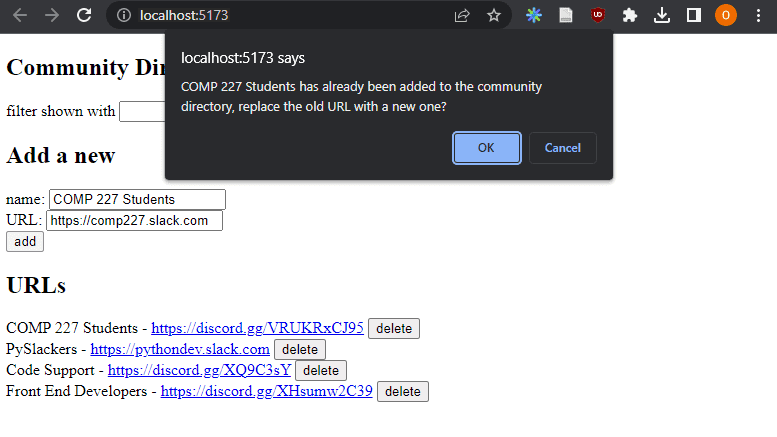 localhost:5173
UD
O
Community Dir
localhost:5173 says
COMP 227 Students has already been added to the community
directory, replace the old URL with a new one?
OK Cancel
filter shown with
Add a new
name: COMP 227 Students
URL: https://comp227.slack.com
add
URLs
COMP 227 Students - https://discord.gg/VRUKRxCJ95 delete
PySlackers - https://pythondev.slack.com delete
Code Support - https://discord.gg/XQ9C3sY delete
Front End Developers - https://discord.gg/XHsumw2C39 delete